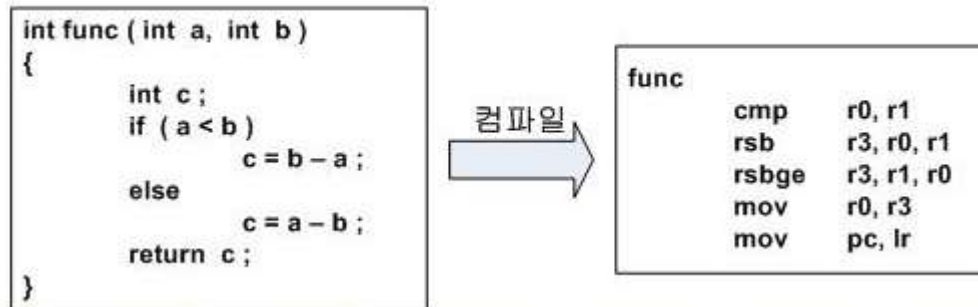 int func ( int a, int b )
{
int c ;
if ( a < b )
c = b – a ;
else
c = a – b ;
return c ;
}
컴파일
func
cmp r0, r1
rsb r3, r0, r1
rsbge r3, r1, r0
mov r0, r3
mov pc, lr